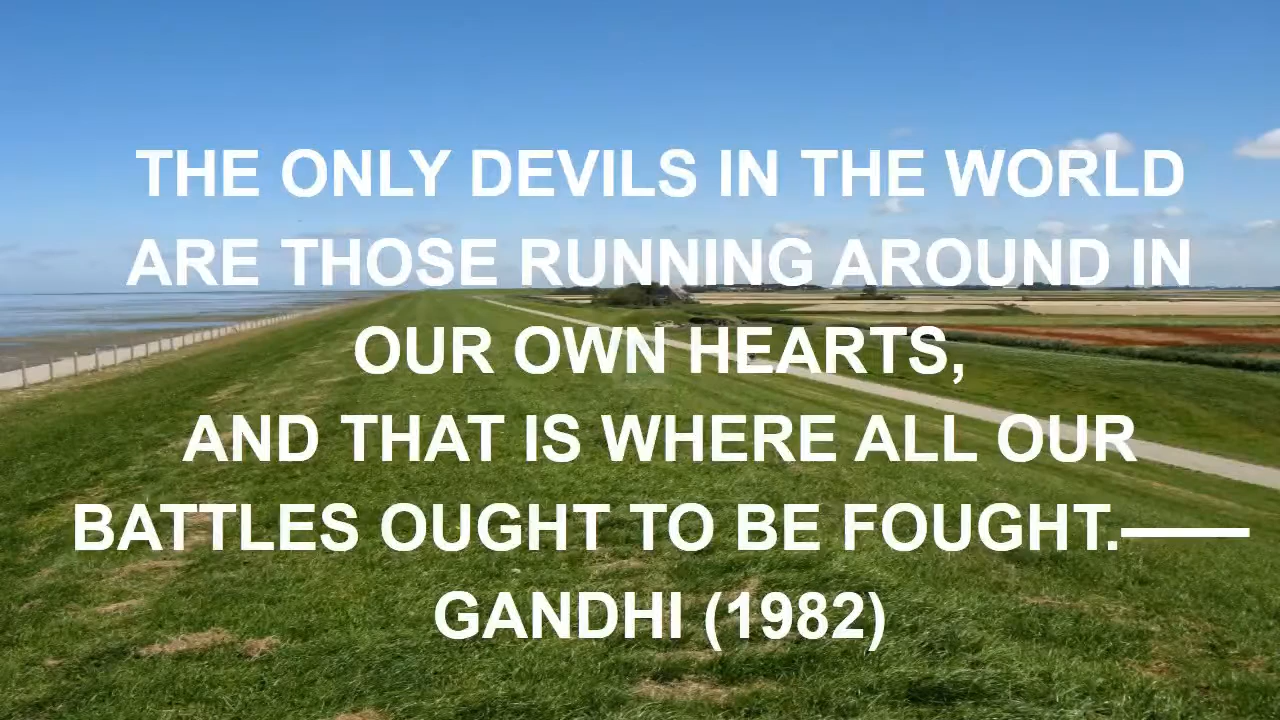 THE ONLY DEVILS IN THE WORLD
ARE THOSE RUNNING AROUND IN
OUR OWN HEARTS,
AND THAT IS WHERE ALL OUR
BATTLES OUGHT TO BE FOUGHT.——
GANDHI (1982)